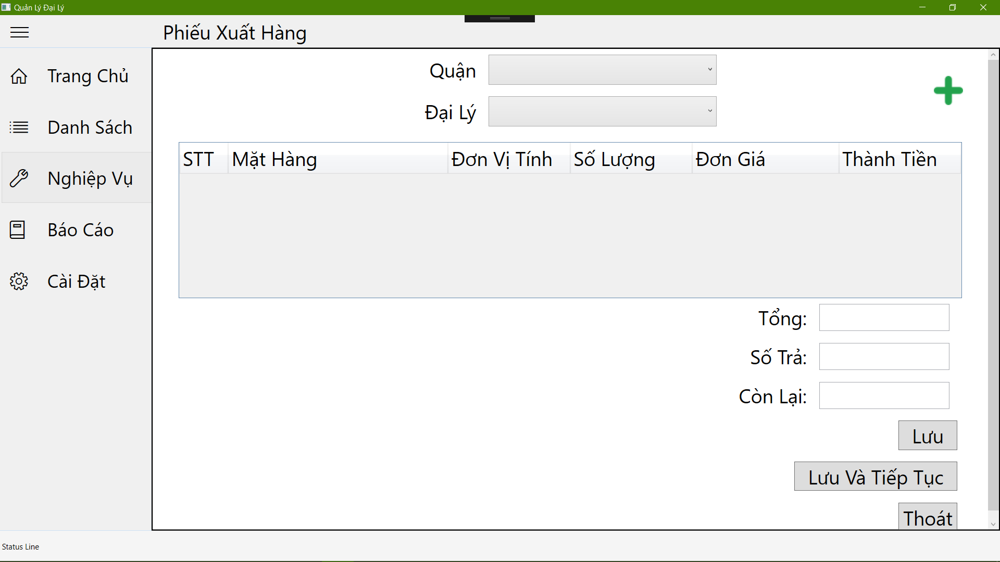 Quản Lý Đại Lý
Phiếu Xuất Hàng
Trang Chủ
Danh Sách
Nghiệp Vụ
Báo Cáo
Cài Đặt
Quận
Đại Lý
STT Mặt Hàng Đơn Vị Tính Số Lượng Đơn Giá Thành Tiền
Tổng:
Số Trả:
Còn Lại:
Lưu
Lưu Và Tiếp Tục
Thoát
Status Line